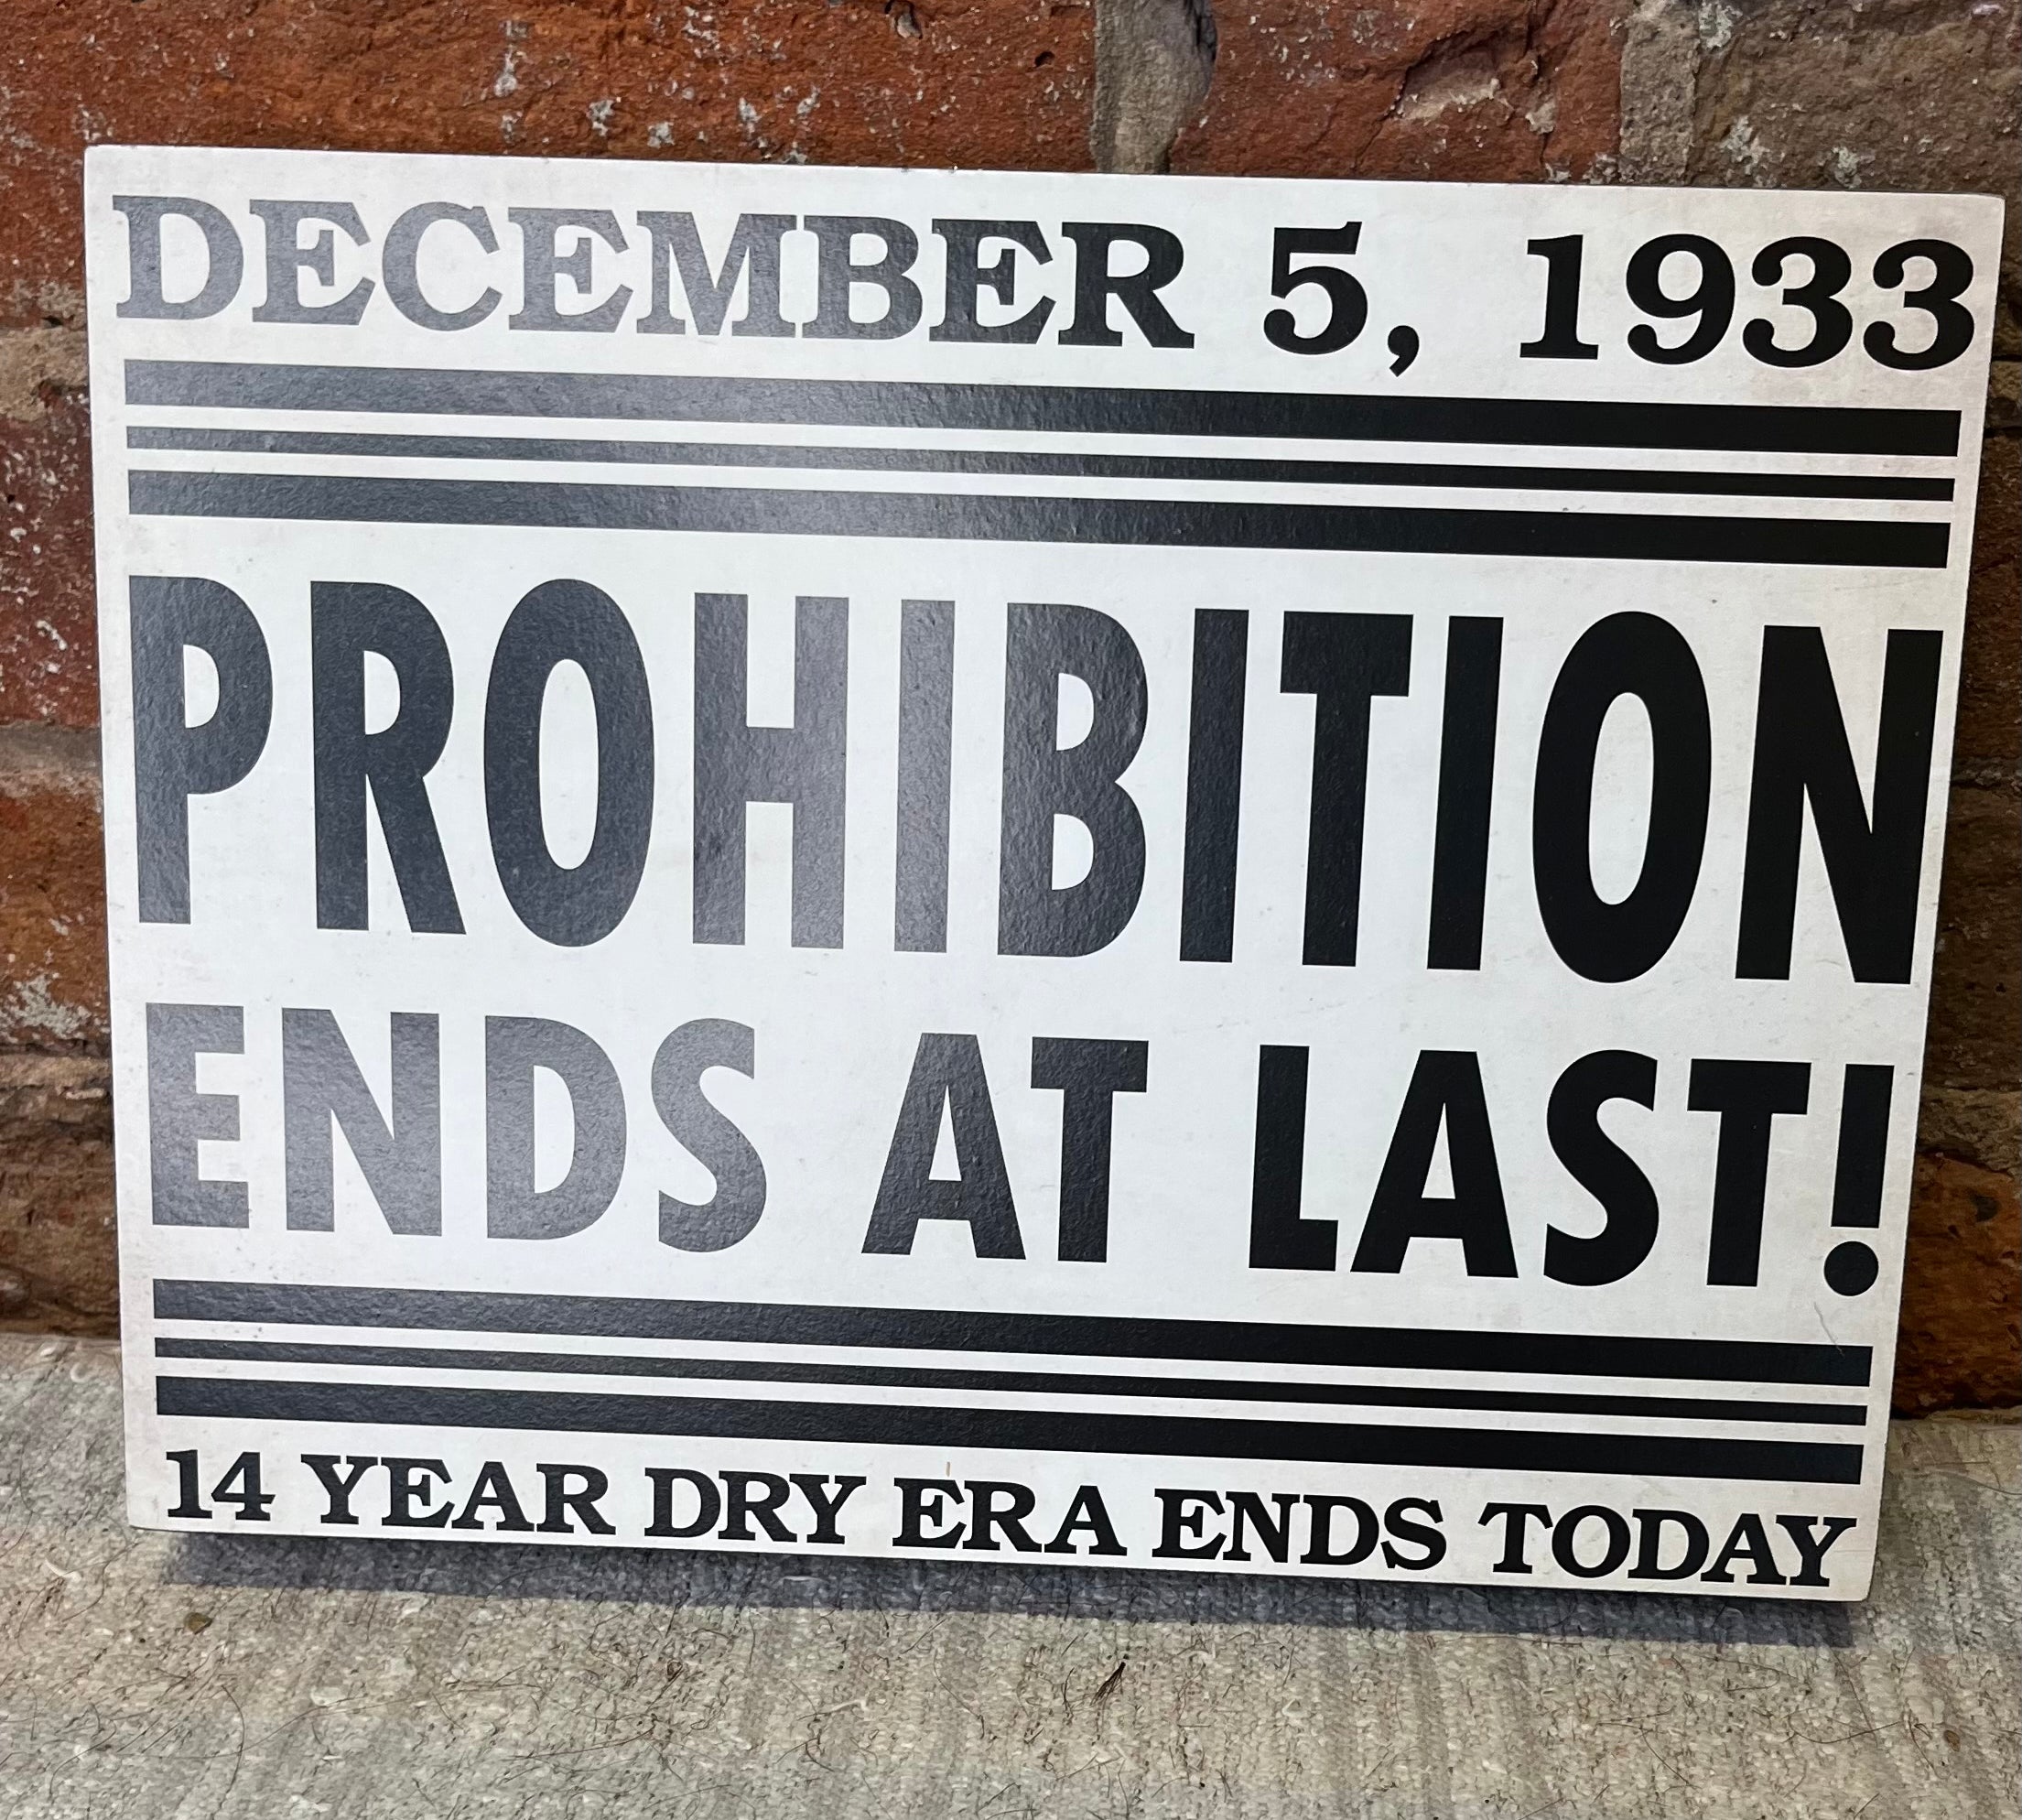 DECEMBER 5, 1933
PROHIBITION
ENDS AT LAST!
14 YEAR DRY ERA ENDS TODAY